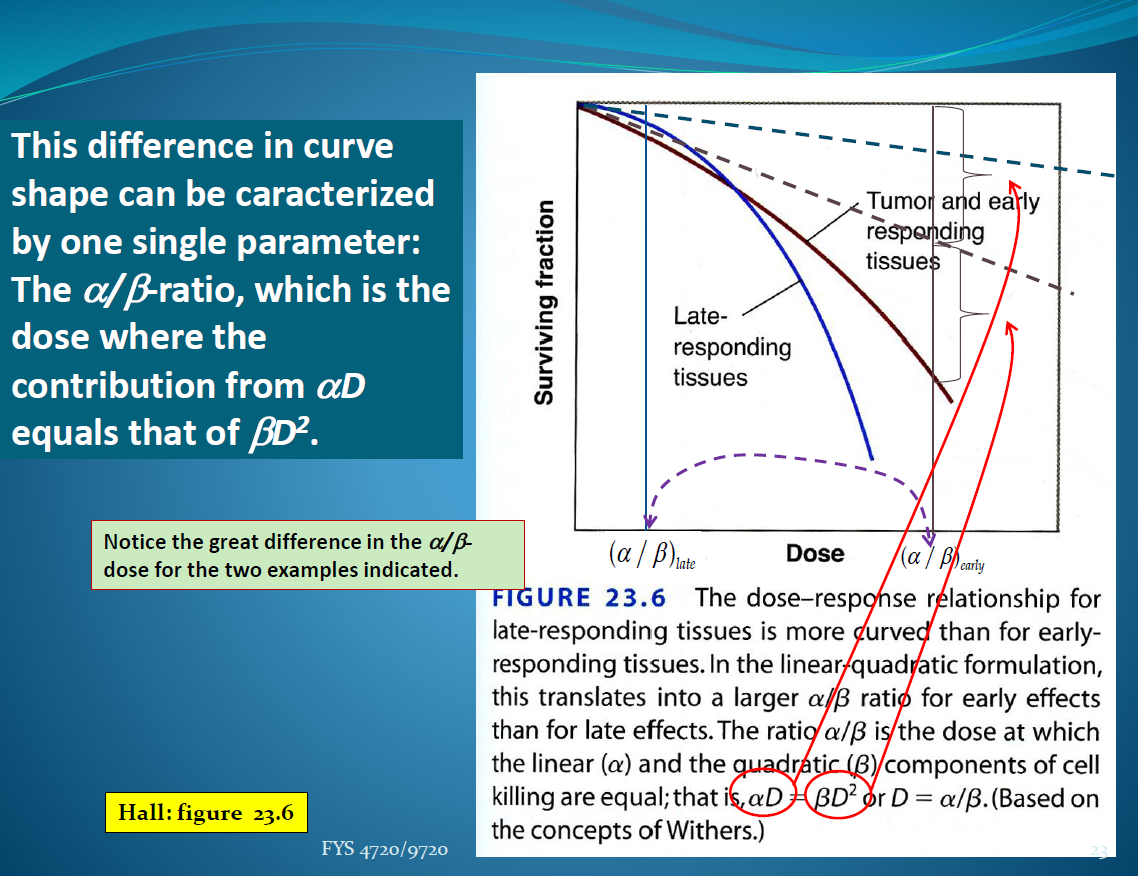 This difference in curve
shape can be caracterized
by one single parameter:
The α/β-ratio, which is the
dose where the
contribution from αD
equals that of βD².
Notice the great difference in the α/β-
dose for the two examples indicated.
Hall: figure 23.6
FYS 4720/9720
Surviving fraction
Tumor and early
responding
tissues
Late-
responding
tissues
(α / β)late
Dose
(α / β)early
FIGURE 23.6 The dose–response relationship for
late-responding tissues is more curved than for early-
responding tissues. In the linear-quadratic formulation,
this translates into a larger α/β ratio for early effects
than for late effects. The ratio α/β is the dose at which
the linear (α) and the quadratic (β) components of cell
killing are equal; that is, αD = βD² or D = α/β. (Based on
the concepts of Withers.)
23